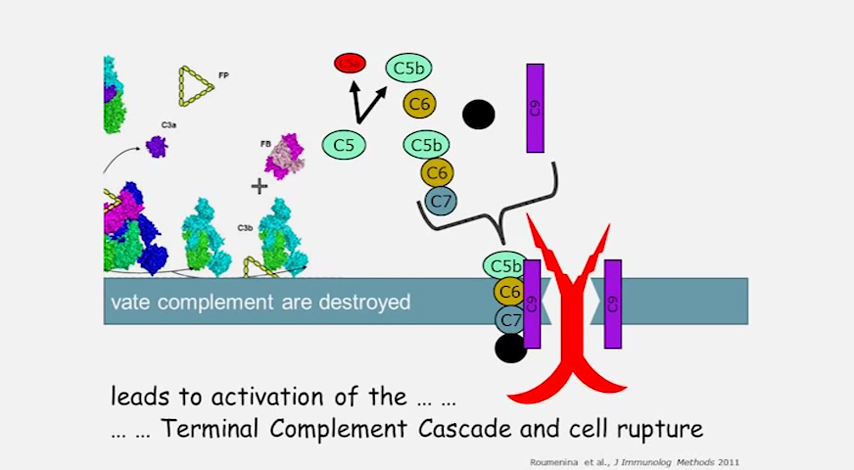 FP
C5a
C5b
C6
C9
C3a
FB
C5
C5b
C6
C7
C3b
C5b
C6
C9
C9
C7
vate complement are destroyed
leads to activation of the … …
… … Terminal Complement Cascade and cell rupture
Roumenina et al., J Immunolog Methods 2011